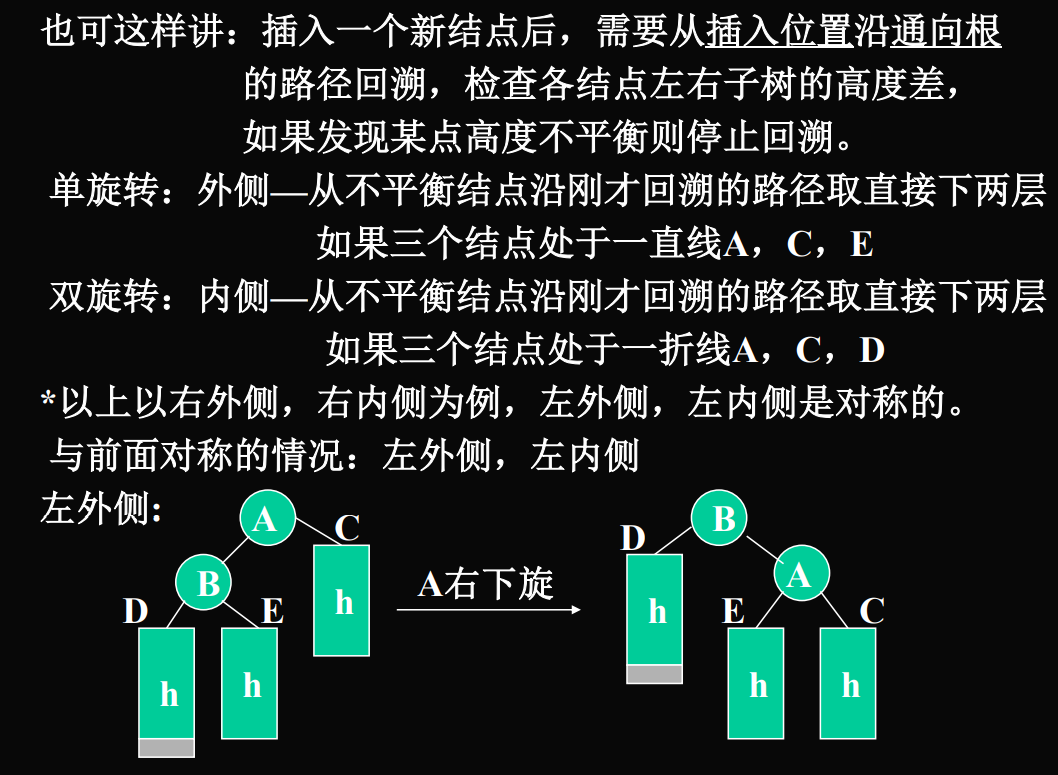 也可这样讲：插入一个新结点后，需要从插入位置沿通向根
的路径回溯，检查各结点左右子树的高度差，
如果发现某点高度不平衡则停止回溯。
单旋转：外侧—从不平衡结点沿刚才回溯的路径取直接下两层
如果三个结点处于一直线A，C，E
双旋转：内侧—从不平衡结点沿刚才回溯的路径取直接下两层
如果三个结点处于一折线A，C，D
*以上以右外侧，右内侧为例，左外侧，左内侧是对称的。
与前面对称的情况：左外侧，左内侧
左外侧:
A
C
B
h
D
E
h
h
A右下旋
B
D
A
h
E
C
h
h